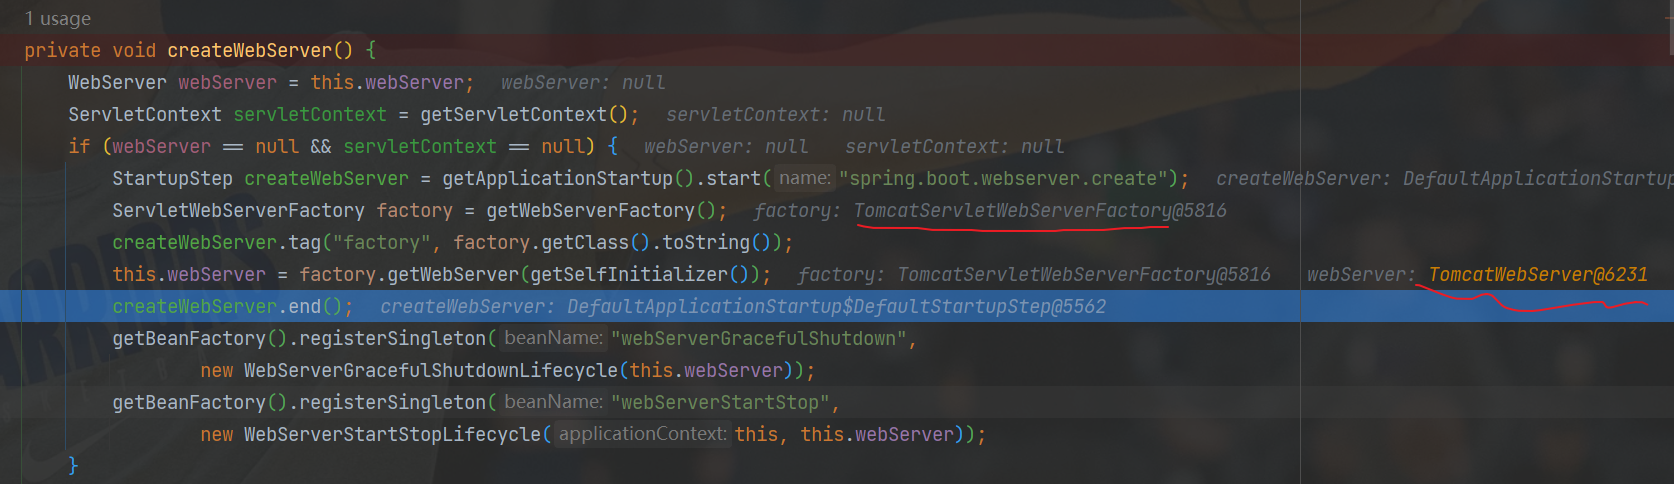 1 usage
private void createWebServer() {
WebServer webServer = this.webServer; webServer: null
ServletContext servletContext = getServletContext(); servletContext: null
if (webServer == null && servletContext == null) { webServer: null servletContext: null
StartupStep createWebServer = getApplicationStartup().start( name: "spring.boot.webserver.create"); createWebServer: DefaultApplicationStartup
ServletWebServerFactory factory = getWebServerFactory(); factory: TomcatServletWebServerFactory@5816
createWebServer.tag("factory", factory.getClass().toString());
this.webServer = factory.getWebServer(getSelfInitializer()); factory: TomcatServletWebServerFactory@5816 webServer: TomcatWebServer@6231
createWebServer.end(); createWebServer: DefaultApplicationStartup$DefaultStartupStep@5562
getBeanFactory().registerSingleton( beanName: "webServerGracefulShutdown",
new WebServerGracefulShutdownLifecycle(this.webServer));
getBeanFactory().registerSingleton( beanName: "webServerStartStop",
new WebServerStartStopLifecycle( applicationContext: this, this.webServer));
}